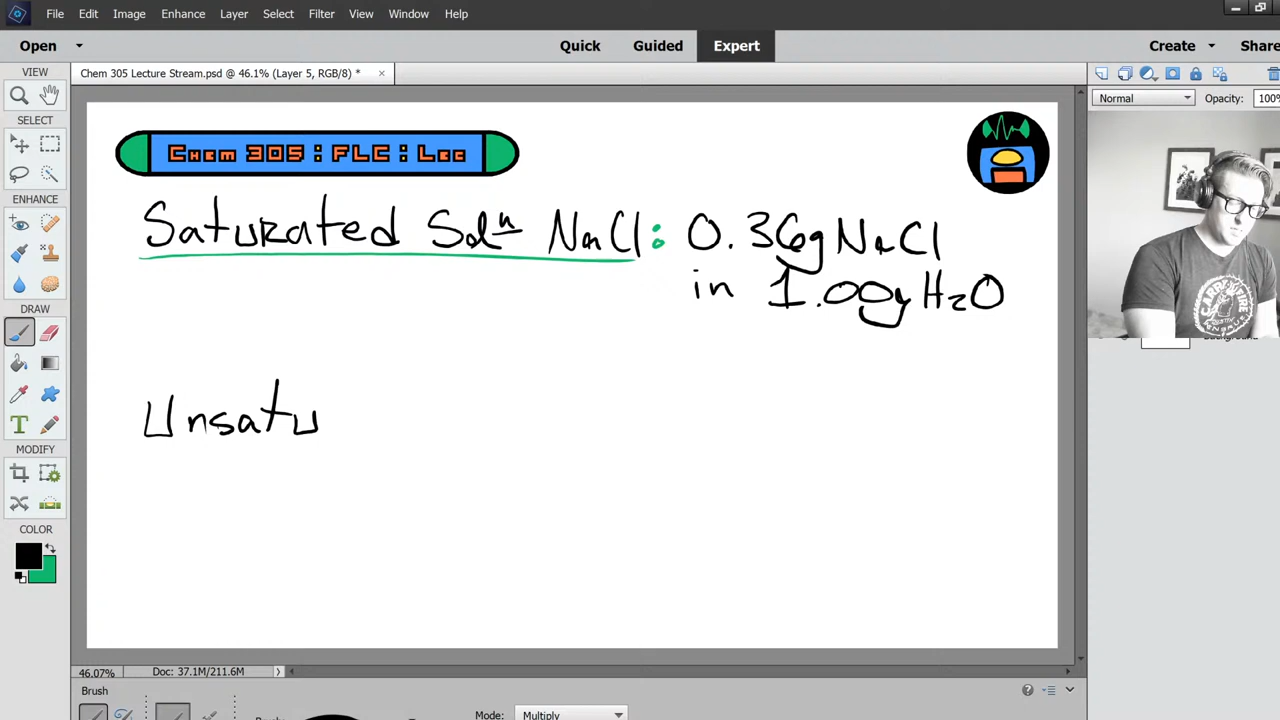 File Edit Image Enhance Layer Select Filter View Window Help
Open Quick Guided Expert Create Share
VIEW
Chem 305 Lecture Stream.psd @ 46.1% (Layer 5, RGB/8) * ×
Normal Opacity: 100%
SELECT
Chem 305 : FLC : Lec
Saturated Solⁿ NaCl : 0.36g NaCl
in 1.00g H₂O
ENHANCE
DRAW
Unsatu
T
MODIFY
COLOR
46.07% Doc: 37.1M/211.6M
Brush
Mode: Multiply